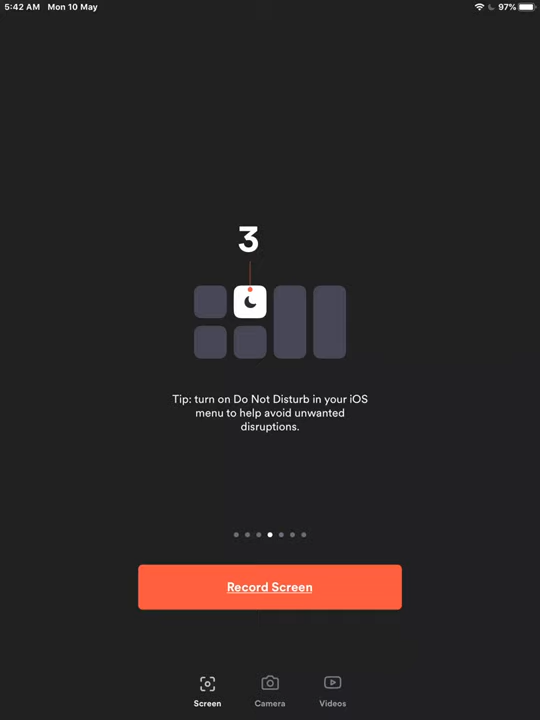 5:42 AM Mon 10 May 97%
3
Tip: turn on Do Not Disturb in your iOS
menu to help avoid unwanted
disruptions.
Record Screen
Screen Camera Videos